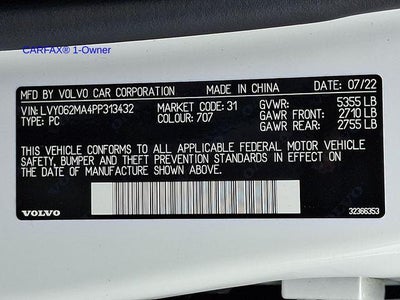 CARFAX® 1-Owner
MFD BY VOLVO CAR CORPORATION MADE IN CHINA DATE 07/22
VIN: LVY062MA4PP313432 MARKET CODE: 31 GVWR: 5355 LB
TYPE: PC COLOUR: 707 GAWR FRONT: 2710 LB
GAWR REAR: 2755 LB
THIS VEHICLE CONFORMS TO ALL APPLICABLE FEDERAL MOTOR VEHICLE
SAFETY, BUMPER AND THEFT PREVENTION STANDARDS IN EFFECT ON THE
DATE OF MANUFACTURE SHOWN ABOVE.
VOLVO 32366353